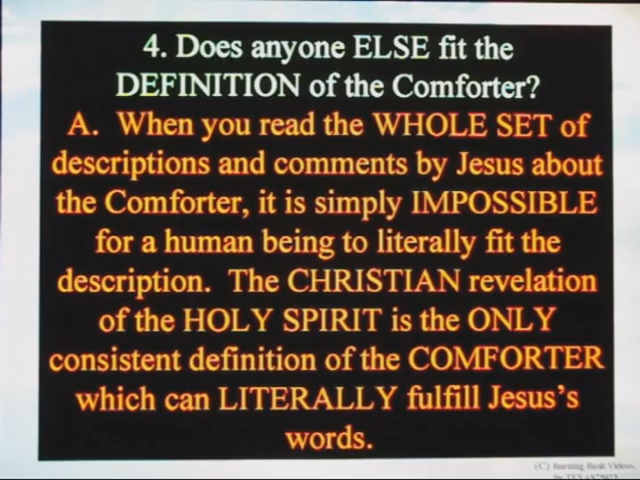 4. Does anyone ELSE fit the
DEFINITION of the Comforter?
A. When you read the WHOLE SET of
descriptions and comments by Jesus about
the Comforter, it is simply IMPOSSIBLE
for a human being to literally fit the
description. The CHRISTIAN revelation
of the HOLY SPIRIT is the ONLY
consistent definition of the COMFORTER
which can LITERALLY fulfill Jesus's
words.
(C) Burning Bush Videos,